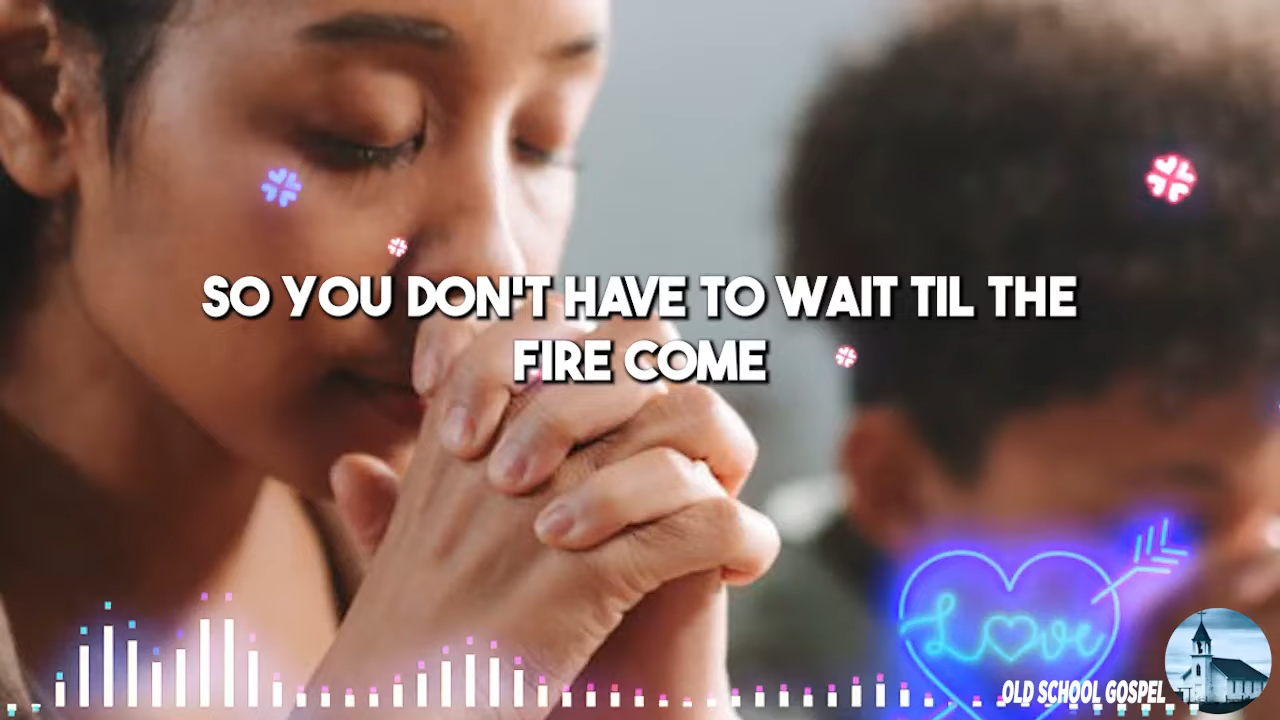 SO YOU DON'T HAVE TO WAIT TIL THE
FIRE COME
Love
OLD SCHOOL GOSPEL